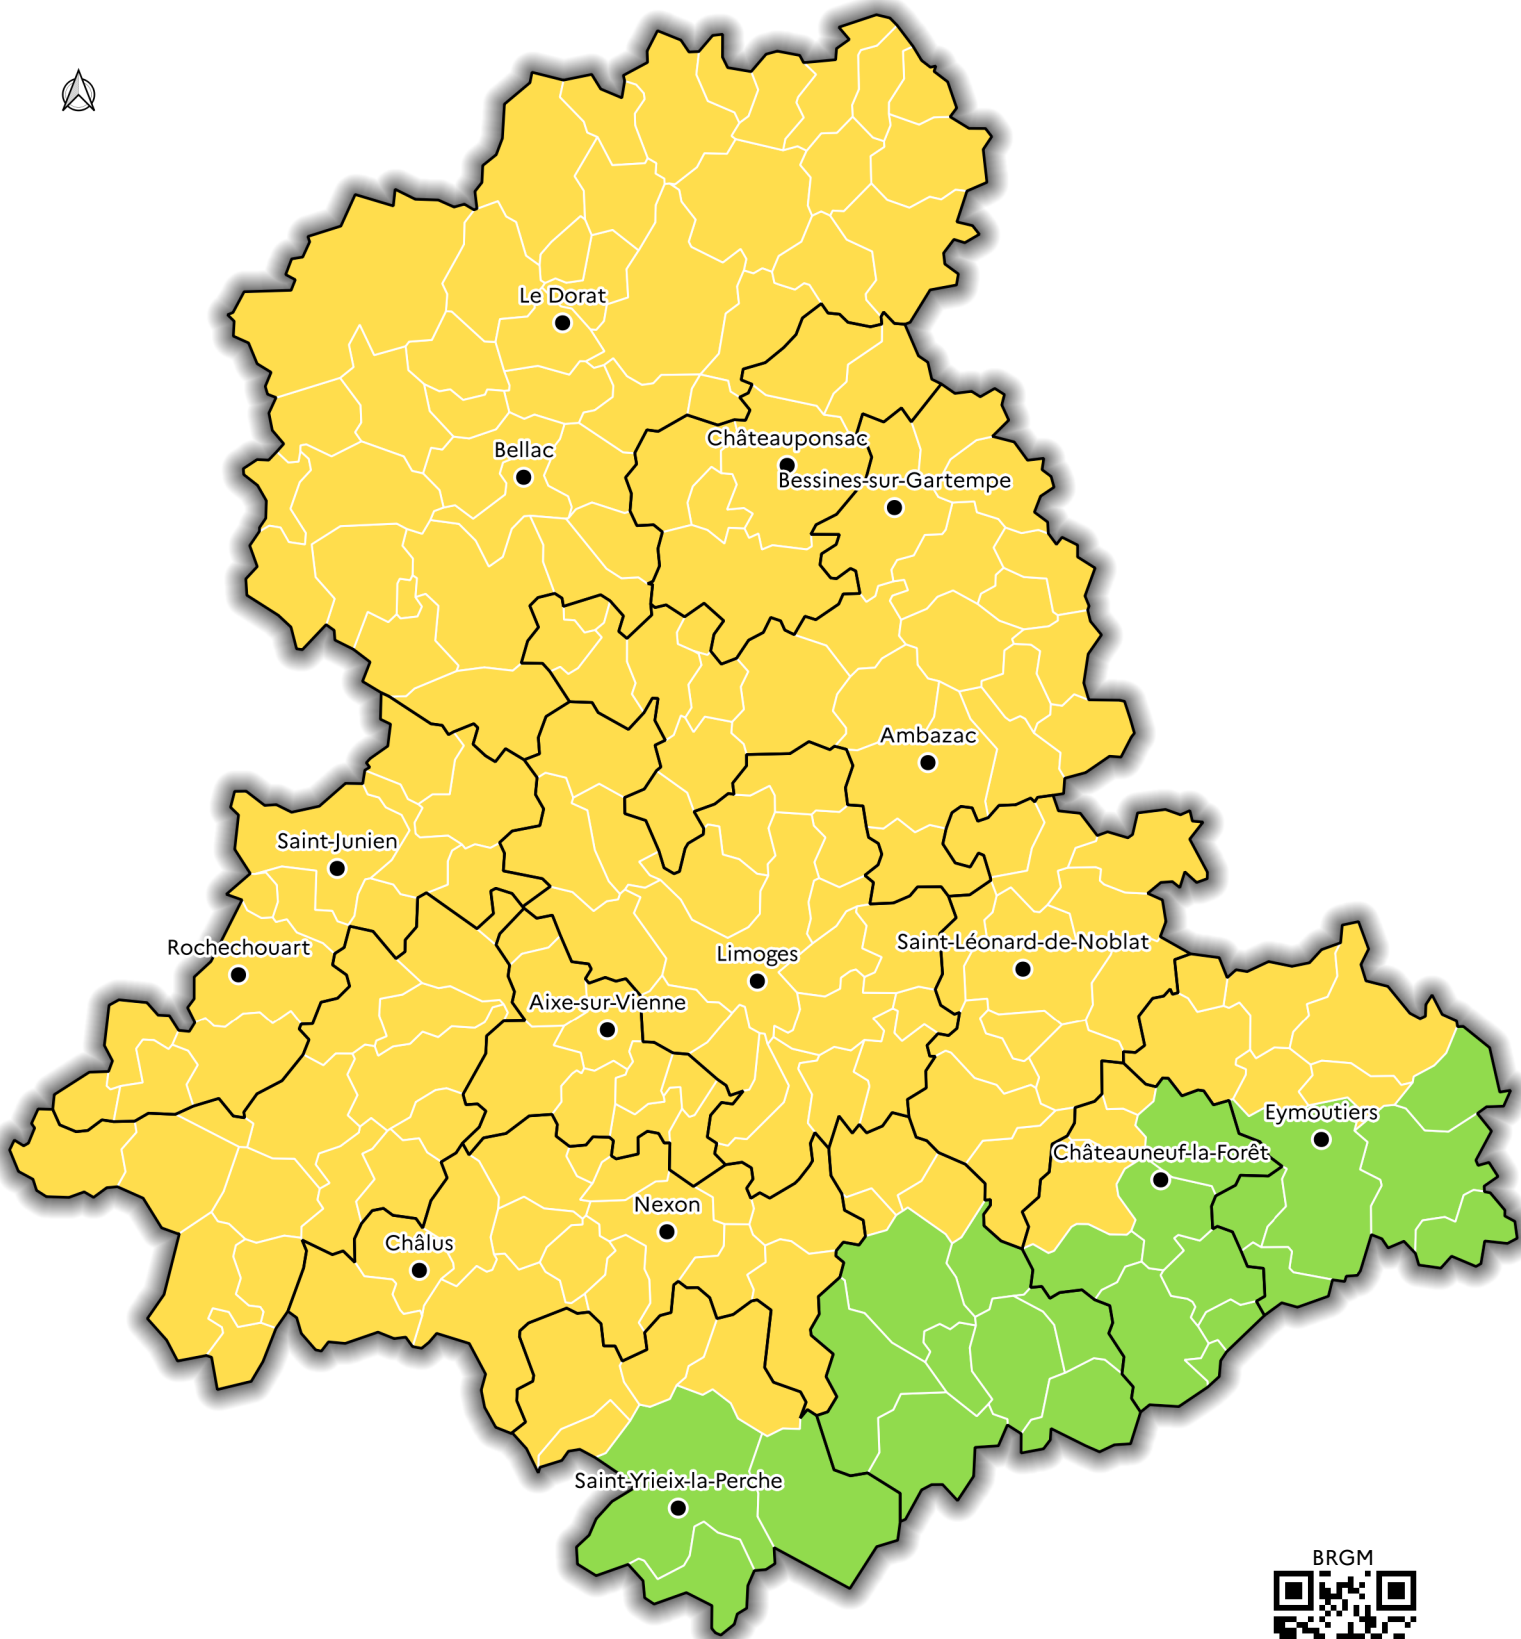 Le Dorat
Châteauponsac
Bellac
Bessines-sur-Gartempe
Ambazac
Saint-Junien
Rochechouart
Saint-Léonard-de-Noblat
Limoges
Aixe-sur-Vienne
Eymoutiers
Châteauneuf-la-Forêt
Nexon
Châlus
Saint-Yrieix-la-Perche
BRGM